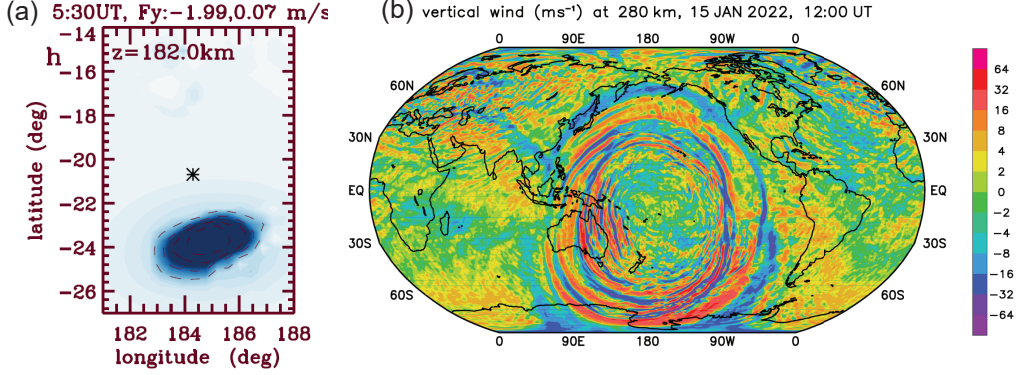 (a) 5:30UT, Fy:-1.99,0.07 m/s
h z=182.0km
-14
-16
-18
-20
-22
-24
-26
latitude (deg)
182 184 186 188
longitude (deg)
(b) vertical wind (ms⁻¹) at 280 km, 15 JAN 2022, 12:00 UT
0 90E 180 90W 0
60N 60N
30N 30N
EQ EQ
30S 30S
60S 60S
0 90E 180 90W 0
64
32
16
8
4
2
0
−2
−4
−8
−16
−32
−64